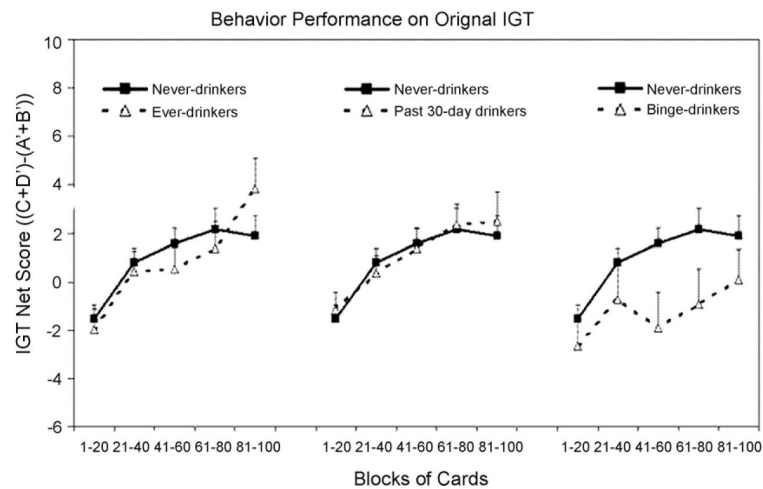 Behavior Performance on Orignal IGT
IGT Net Score ((C+D')-(A'+B'))
10
8
6
4
2
0
-2
-4
-6
Never-drinkers
Ever-drinkers
Never-drinkers
Past 30-day drinkers
Never-drinkers
Binge-drinkers
1-20 21-40 41-60 61-80 81-100
1-20 21-40 41-60 61-80 81-100
1-20 21-40 41-60 61-80 81-100
Blocks of Cards